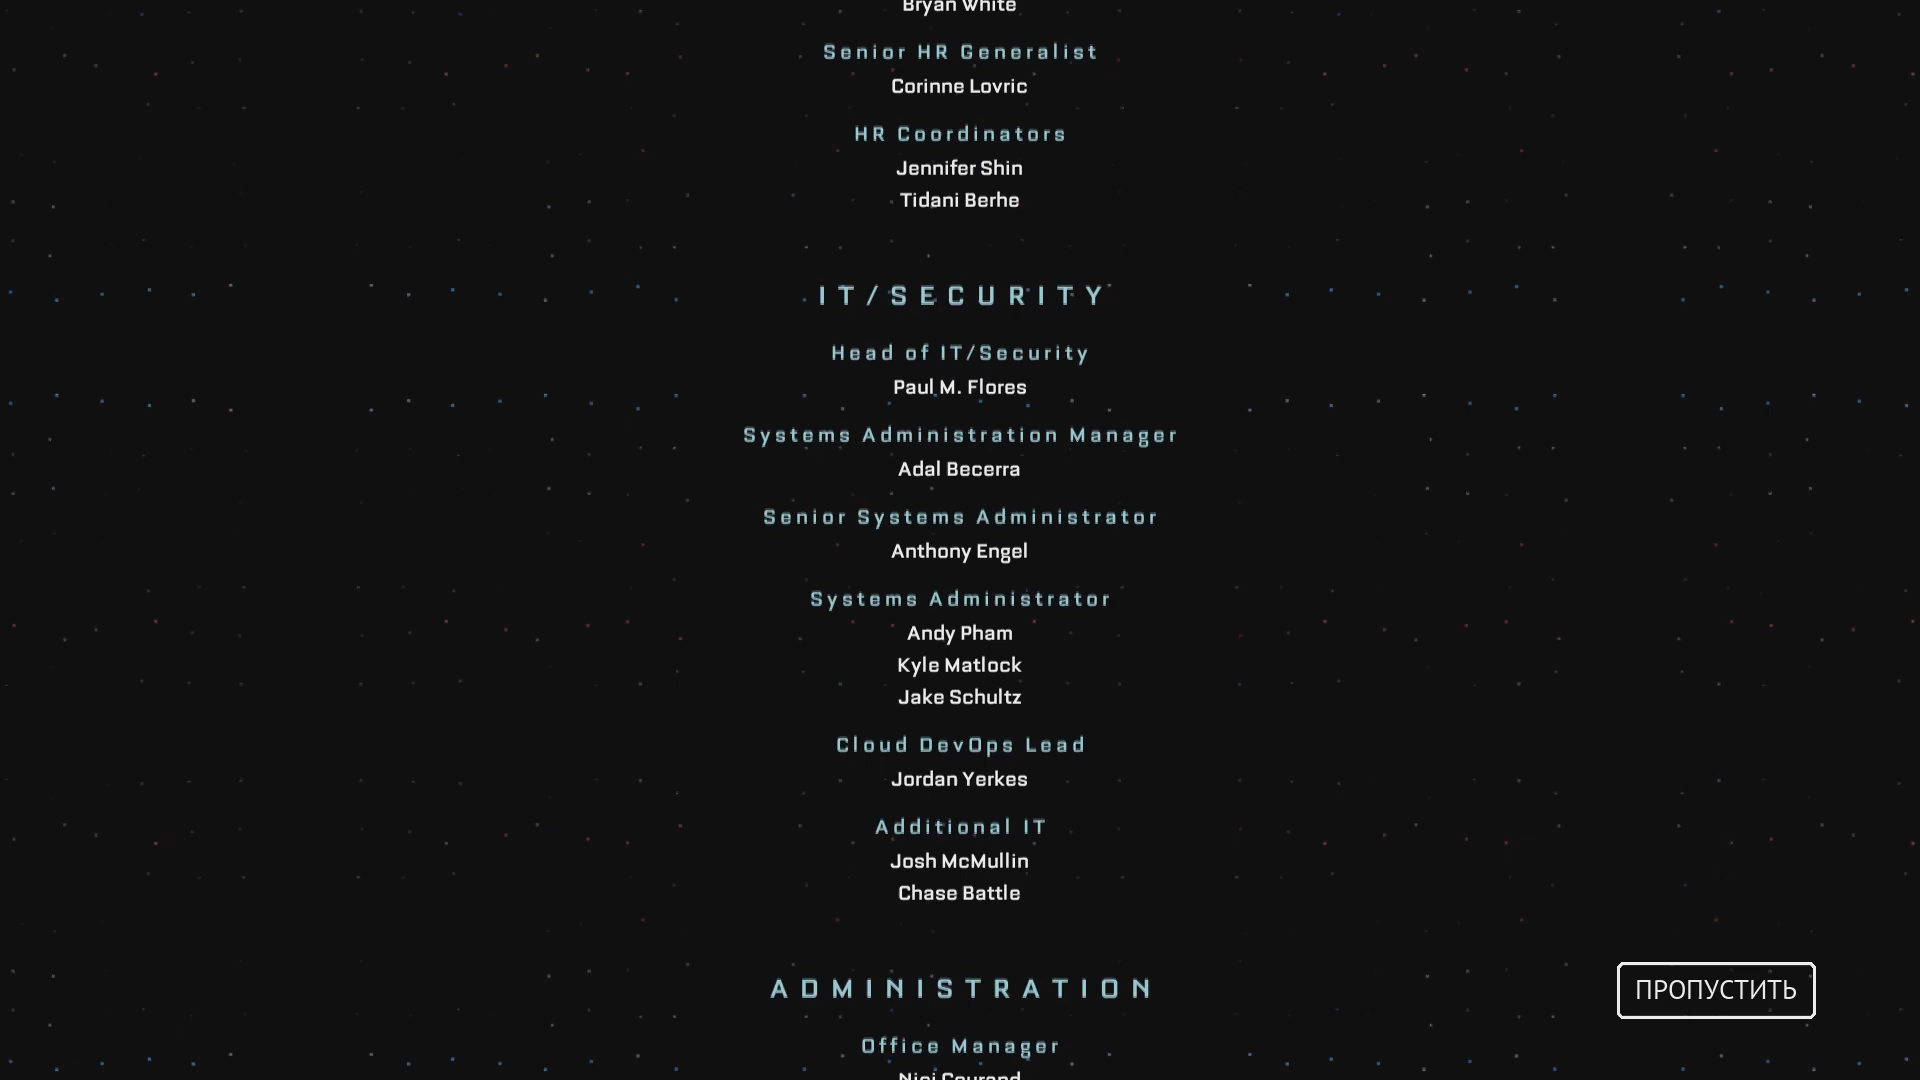 Bryan White
Senior HR Generalist
Corinne Lovric
HR Coordinators
Jennifer Shin
Tidani Berhe
IT/SECURITY
Head of IT/Security
Paul M. Flores
Systems Administration Manager
Adal Becerra
Senior Systems Administrator
Anthony Engel
Systems Administrator
Andy Pham
Kyle Matlock
Jake Schultz
Cloud DevOps Lead
Jordan Yerkes
Additional IT
Josh McMullin
Chase Battle
ADMINISTRATION
ПРОПУСТИТЬ
Office Manager